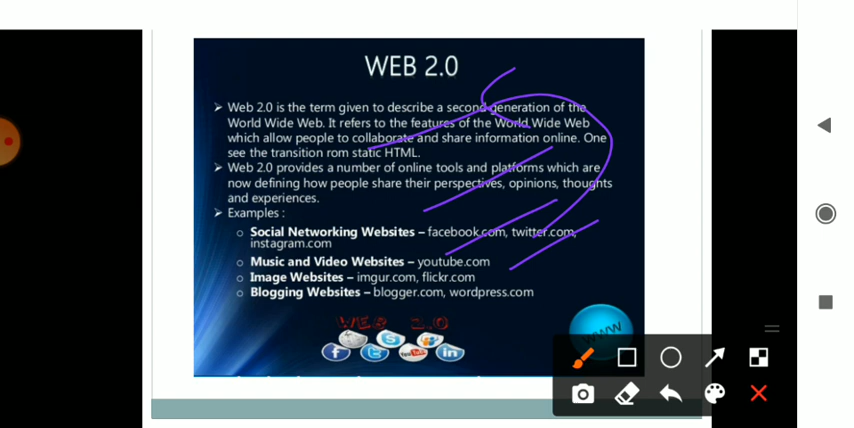 WEB 2.0
➢ Web 2.0 is the term given to describe a second generation of the
World Wide Web. It refers to the features of the World Wide Web
which allow people to collaborate and share information online. One
see the transition rom static HTML.
➢ Web 2.0 provides a number of online tools and platforms which are
now defining how people share their perspectives, opinions, thoughts
and experiences.
➢ Examples :
o Social Networking Websites – facebook.com, twitter.com,
instagram.com
o Music and Video Websites – youtube.com
o Image Websites – imgur.com, flickr.com
o Blogging Websites – blogger.com, wordpress.com
WEB 2.0
www